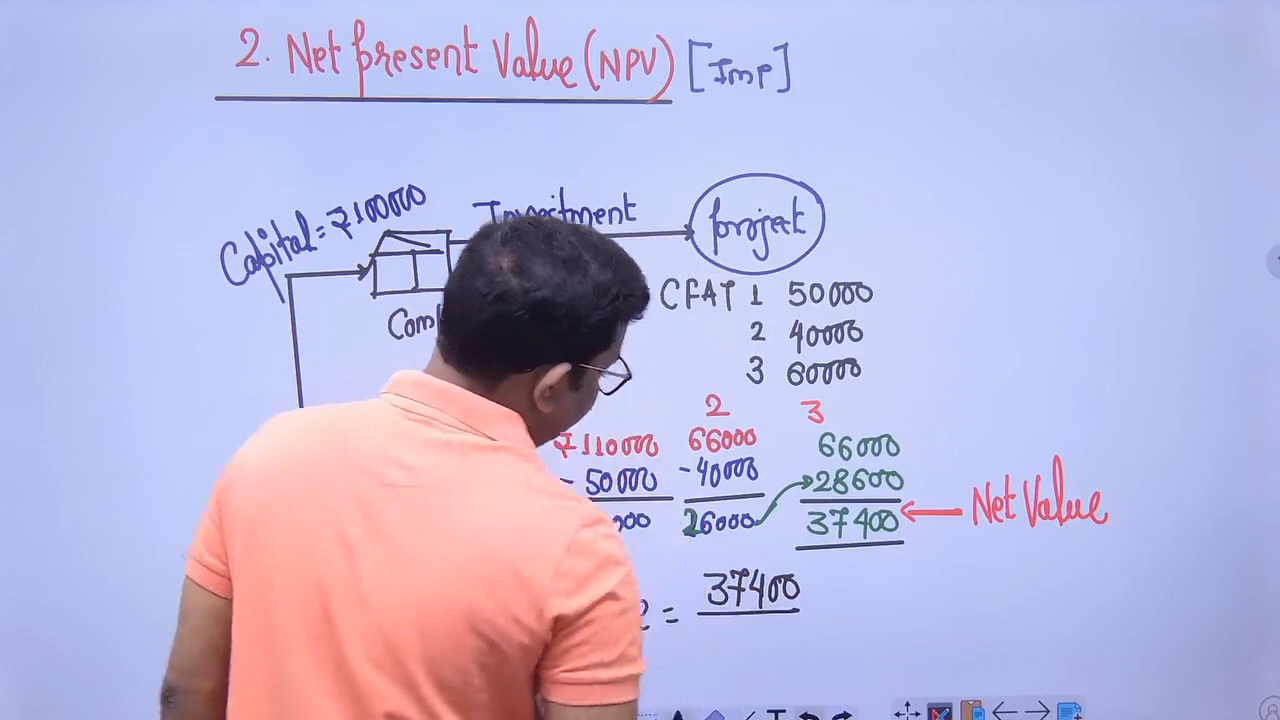 2. Net present Value (NPV) [Imp]
Capital = ₹100000
Investment
project
CFAT 1 50000
2 40000
3 60000
2 3
₹110000 66000 66000
- 50000 - 40000 28600
26000 37400
Net Value
37400
=